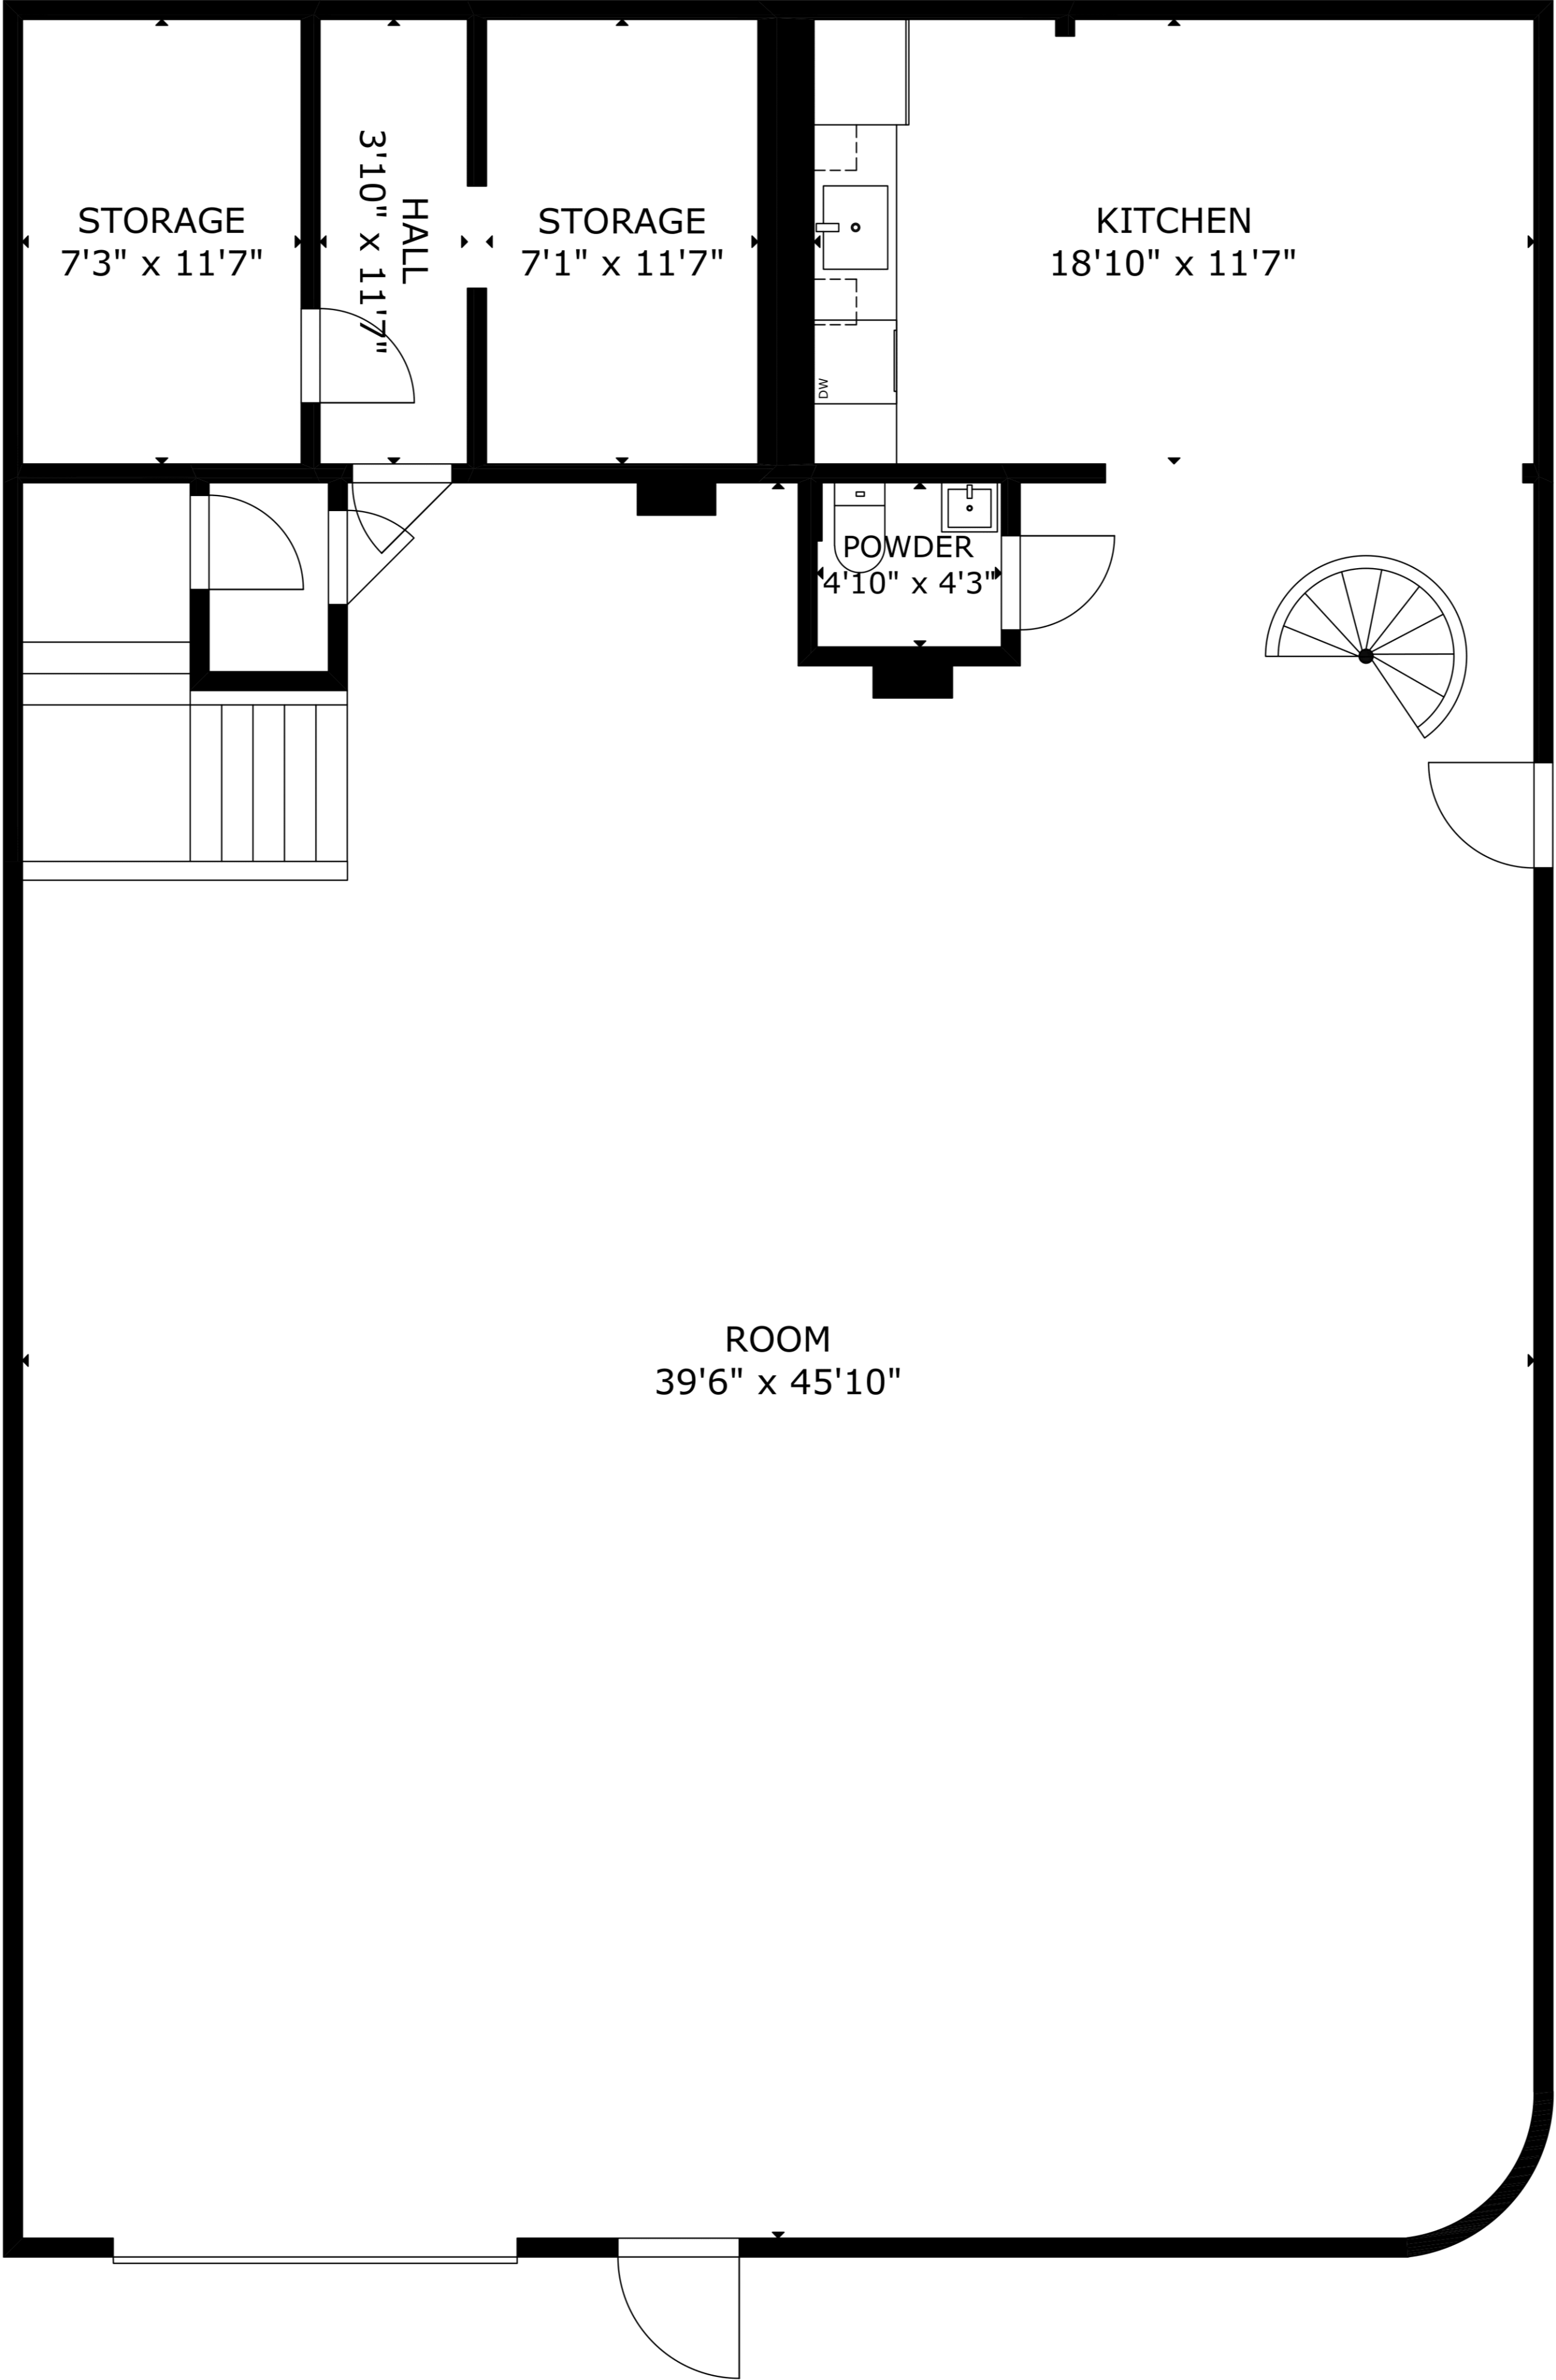 STORAGE
7'3" x 11'7"
HALL
3'10" x 11'7"
STORAGE
7'1" x 11'7"
KITCHEN
18'10" x 11'7"
DW
POWDER
4'10" x 4'3"
ROOM
39'6" x 45'10"